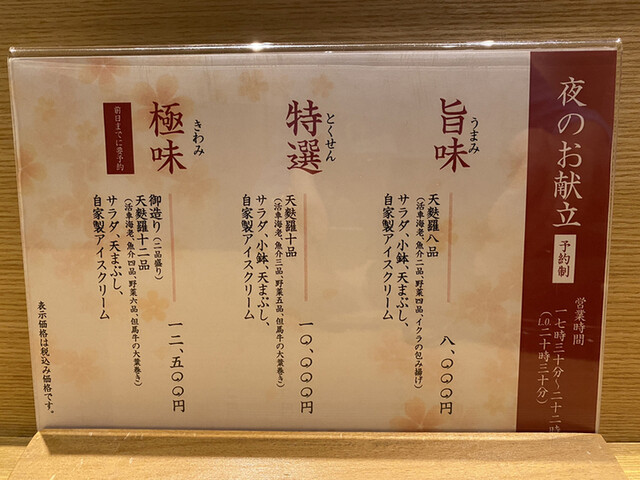 夜のお献立
予約制
営業時間
一七時三十分〜二十二時
(L.O.二十時三十分)
旨味
うまみ
天麩羅八品
(活車海老、魚介二品、野菜四品、イクラの包み揚げ)
サラダ、小鉢、天まぶし、
自家製アイスクリーム
八、〇〇〇円
特選
とくせん
天麩羅十品
(活車海老、魚介三品、野菜五品、但馬牛の大葉巻き)
サラダ、小鉢、天まぶし、
自家製アイスクリーム
一〇、〇〇〇円
極味
きわみ
前日までに要予約
御造り(二品盛り)
天麩羅十二品
(活車海老、魚介四品、野菜六品、但馬牛の大葉巻き)
サラダ、天まぶし、
自家製アイスクリーム
一二、五〇〇円
表示価格は税込み価格です。